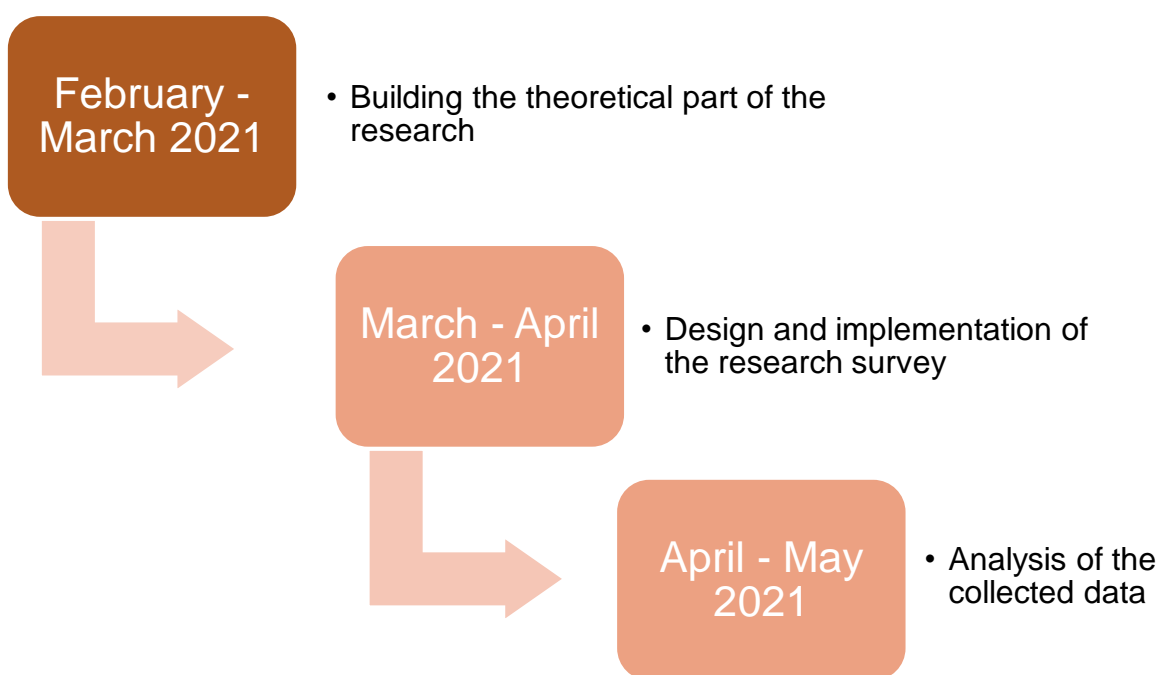 February -
March 2021
• Building the theoretical part of the
research
March - April
2021
• Design and implementation of
the research survey
April - May
2021
• Analysis of the
collected data